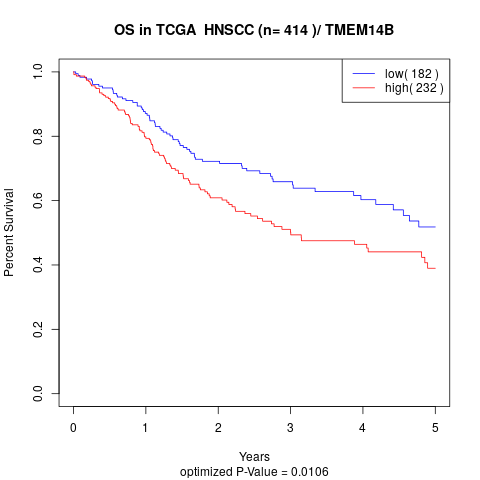 OS in TCGA  HNSCC (n= 414 )/ TMEM14B
low( 182 )
high( 232 )
Percent Survival
1.0
0.8
0.6
0.4
0.2
0.0
0 1 2 3 4 5
Years
optimized P-Value = 0.0106